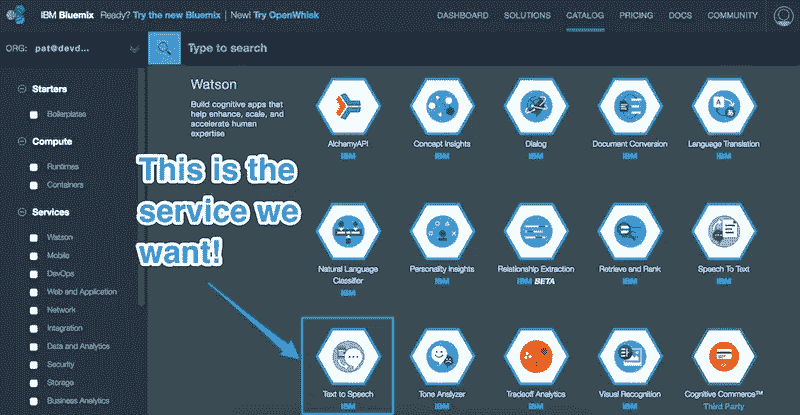 IBM Bluemix Ready? Try the new Bluemix | New! Try OpenWhisk DASHBOARD SOLUTIONS CATALOG PRICING DOCS COMMUNITY
ORG: pat@devd... Type to search
Starters
Boilerplates
Compute
Runtimes
Containers
Services
Watson
Mobile
DevOps
Web and Application
Network
Integration
Data and Analytics
Security
Storage
Business Analytics
Watson
Build cognitive apps that
help enhance, scale, and
accelerate human
expertise
This is the
service we
want!
AlchemyAPI Concept Insights Dialog Document Conversion Language Translation
IBM IBM IBM IBM IBM
Natural Language
Classifier Personality Insights Relationship Extraction Retrieve and Rank Speech To Text
IBM IBM IBM BETA IBM IBM
Text to Speech Tone Analyzer Tradeoff Analytics Visual Recognition Cognitive Commerce™
IBM IBM IBM IBM Third Party